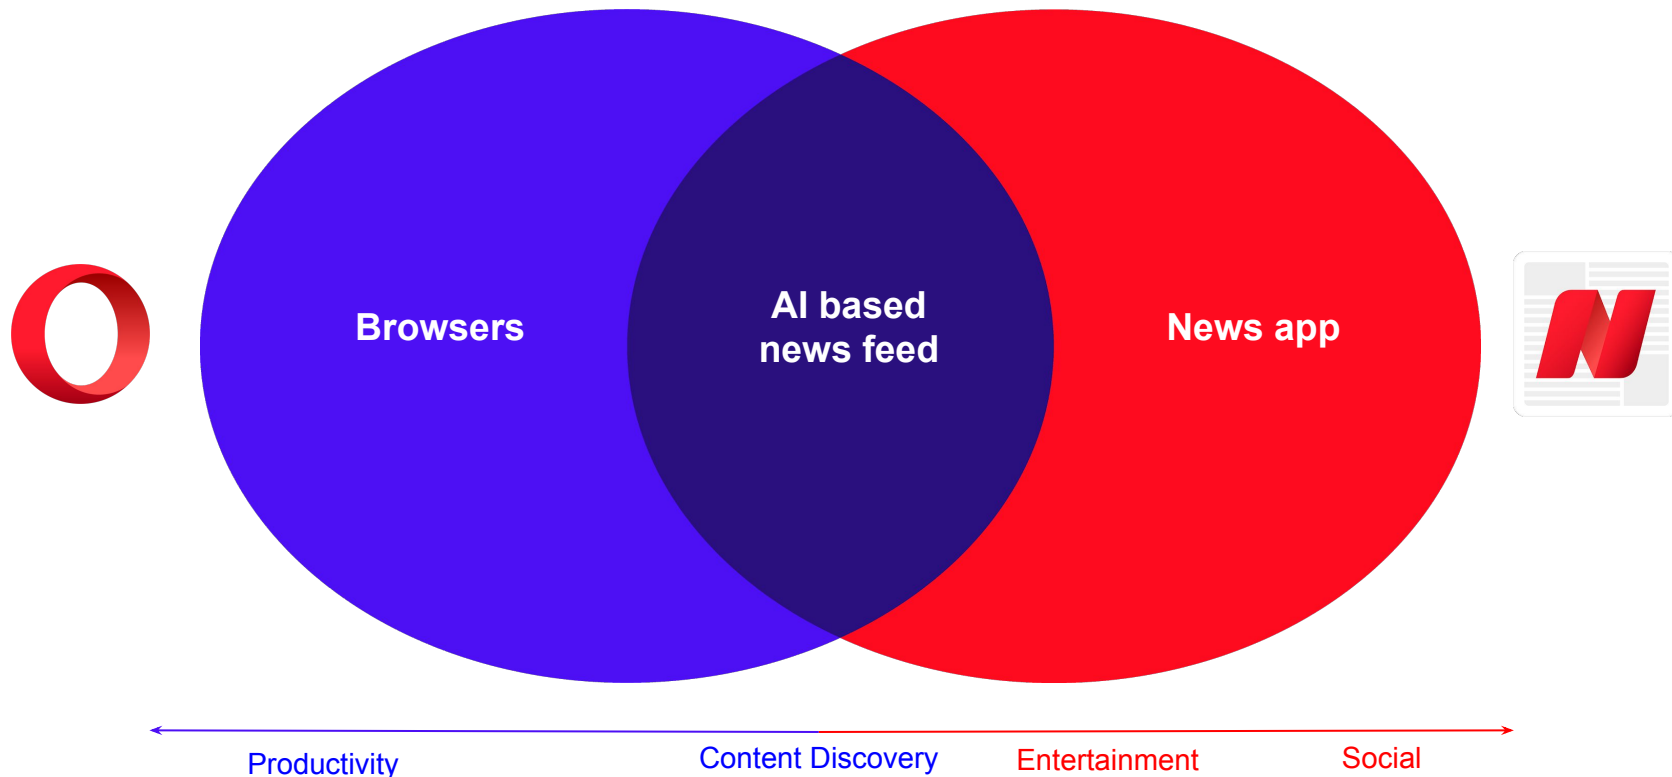 Browsers
AI based
news feed
News app
Productivity
Content Discovery
Entertainment
Social